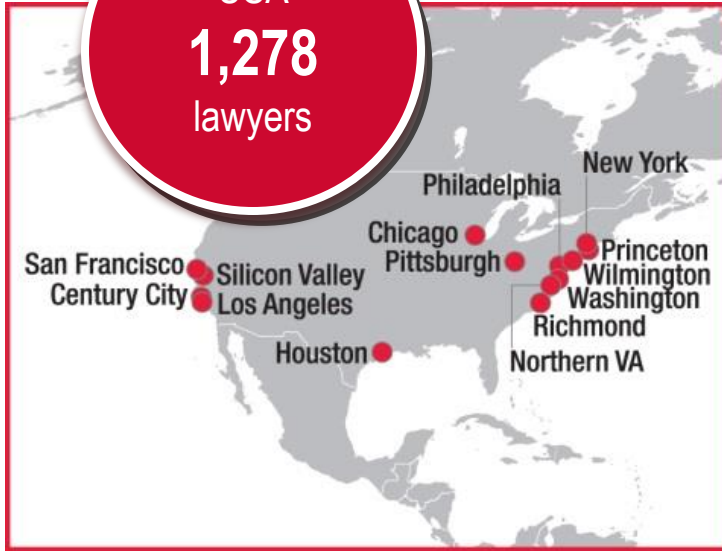 USA
1,278
lawyers
New York
Philadelphia
Chicago
Pittsburgh
Princeton
Wilmington
Washington
Richmond
Northern VA
San Francisco
Silicon Valley
Century City
Los Angeles
Houston